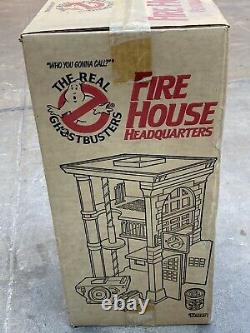 "WHO YOU GONNA CALL?"
THE REAL
GHOSTBUSTERS
FIRE
HOUSE
HEADQUARTERS